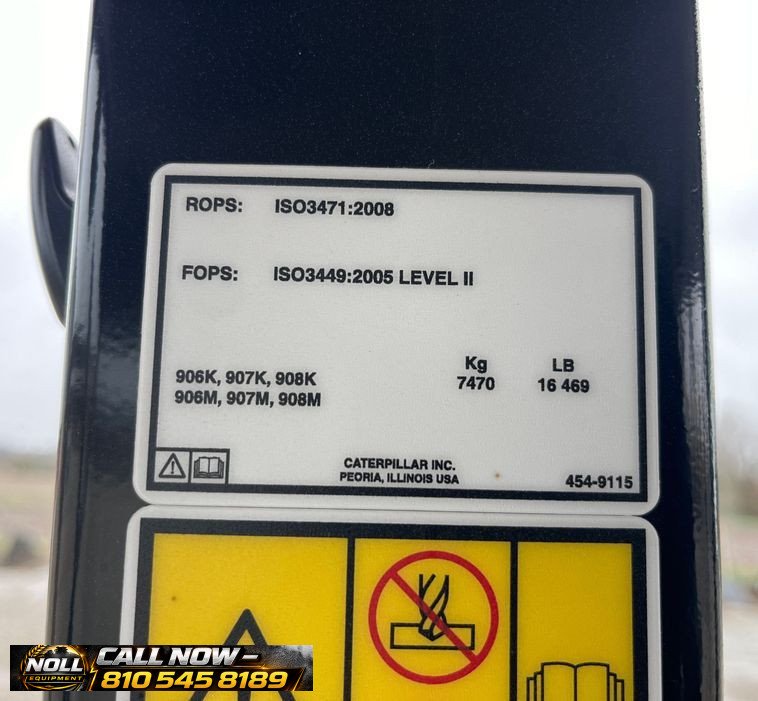 ROPS: ISO3471:2008
FOPS: ISO3449:2005 LEVEL II
Kg LB
906K, 907K, 908K 7470 16 469
906M, 907M, 908M
CATERPILLAR INC.
PEORIA, ILLINOIS USA 454-9115
NOLL
EQUIPMENT
CALL NOW -
810 545 8189